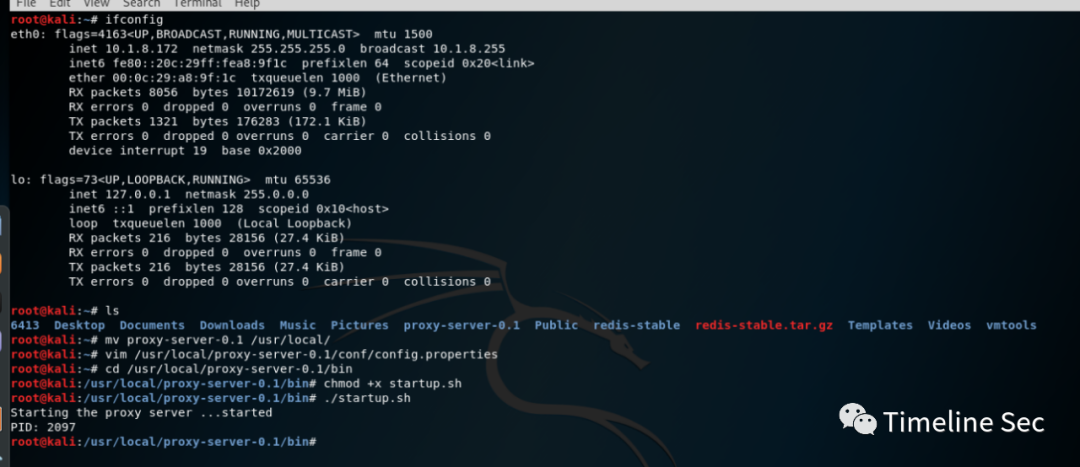 File Edit View Search Terminal Help
root@kali:~# ifconfig
eth0: flags=4163<UP,BROADCAST,RUNNING,MULTICAST>  mtu 1500
        inet 10.1.8.172  netmask 255.255.255.0  broadcast 10.1.8.255
        inet6 fe80::20c:29ff:fea8:9f1c  prefixlen 64  scopeid 0x20<link>
        ether 00:0c:29:a8:9f:1c  txqueuelen 1000  (Ethernet)
        RX packets 8056  bytes 10172619 (9.7 MiB)
        RX errors 0  dropped 0  overruns 0  frame 0
        TX packets 1321  bytes 176283 (172.1 KiB)
        TX errors 0  dropped 0 overruns 0  carrier 0  collisions 0
        device interrupt 19  base 0x2000

lo: flags=73<UP,LOOPBACK,RUNNING>  mtu 65536
        inet 127.0.0.1  netmask 255.0.0.0
        inet6 ::1  prefixlen 128  scopeid 0x10<host>
        loop  txqueuelen 1000  (Local Loopback)
        RX packets 216  bytes 28156 (27.4 KiB)
        RX errors 0  dropped 0  overruns 0  frame 0
        TX packets 216  bytes 28156 (27.4 KiB)
        TX errors 0  dropped 0 overruns 0  carrier 0  collisions 0

root@kali:~# ls
6413  Desktop  Documents  Downloads  Music  Pictures  proxy-server-0.1  Public  redis-stable  redis-stable.tar.gz  Templates  Videos  vmtools
root@kali:~# mv proxy-server-0.1 /usr/local/
root@kali:~# vim /usr/local/proxy-server-0.1/conf/config.properties
root@kali:~# cd /usr/local/proxy-server-0.1/bin
root@kali:/usr/local/proxy-server-0.1/bin# chmod +x startup.sh
root@kali:/usr/local/proxy-server-0.1/bin# ./startup.sh
Starting the proxy server ...started
PID: 2097
root@kali:/usr/local/proxy-server-0.1/bin#
Timeline Sec